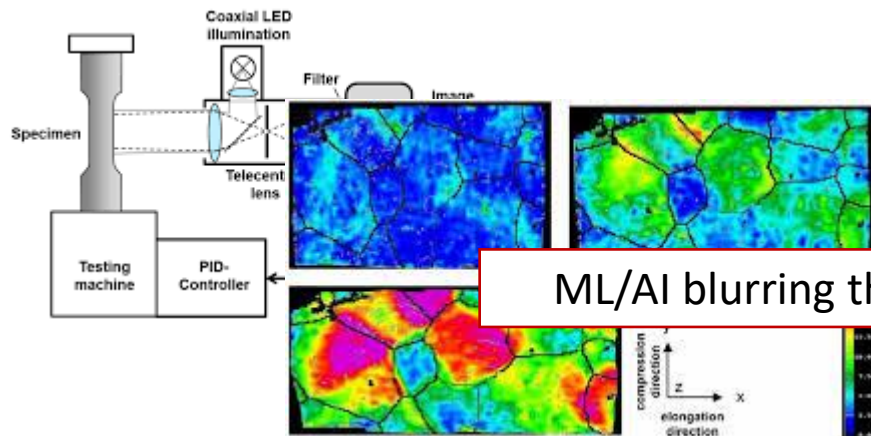 Coaxial LED
illumination
Filter
Image
Specimen
Telecent
lens
Testing
machine
PID-
Controller
ML/AI blurring th
compression
direction
z
x
elongation
direction